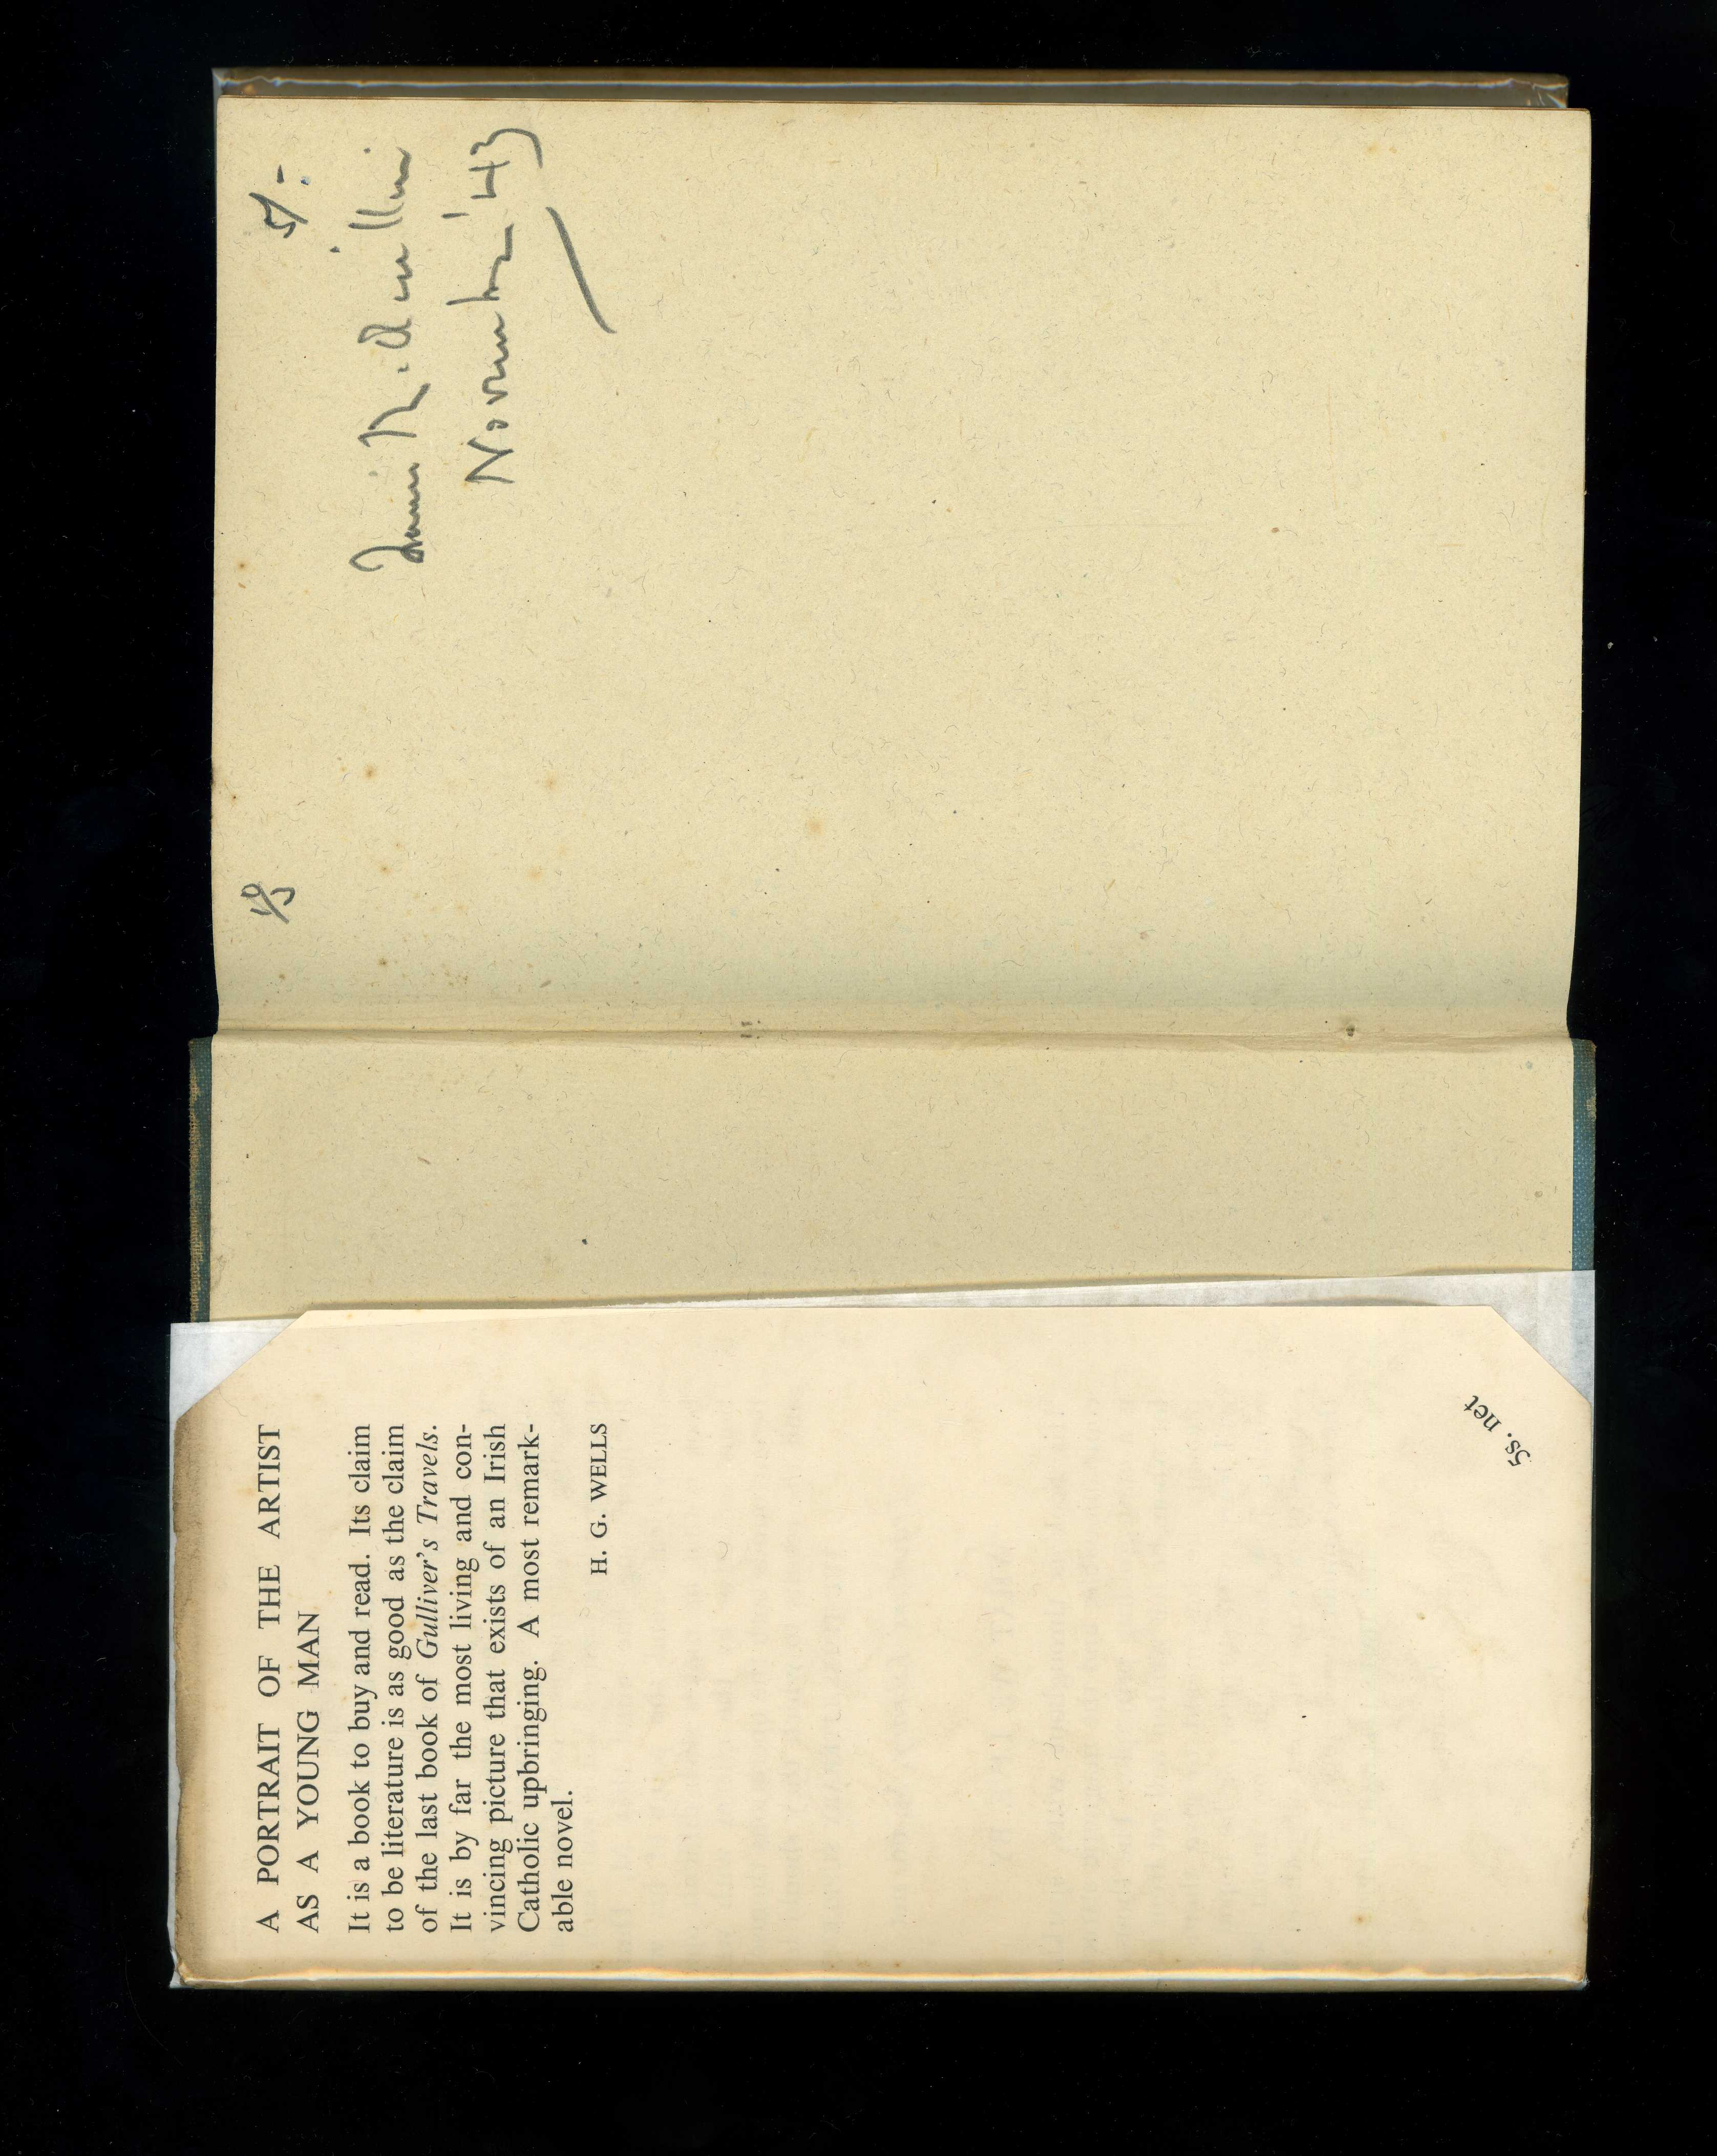 A PORTRAIT OF THE ARTIST
AS A YOUNG MAN
It is a book to buy and read. Its claim
to be literature is as good as the claim
of the last book of Gulliver's Travels.
It is by far the most living and con-
vincing picture that exists of an Irish
Catholic upbringing. A most remark-
able novel.
H. G. WELLS
5s. net
5/-
November '43